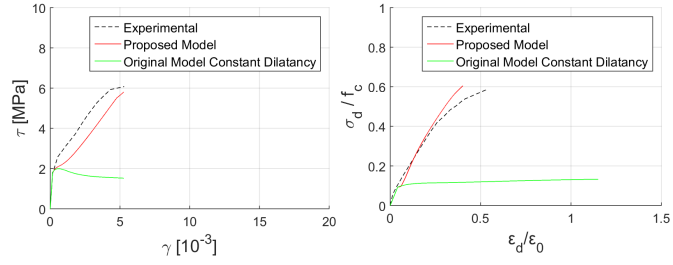 10
8
6
4
2
0
τ [MPa]
Experimental
Proposed Model
Original Model Constant Dilatancy
0
5
10
15
20
γ [10⁻³]
1
0.8
0.6
0.4
0.2
0
σ_d / f_c
Experimental
Proposed Model
Original Model Constant Dilatancy
0
0.5
1
1.5
ε_d/ε_0